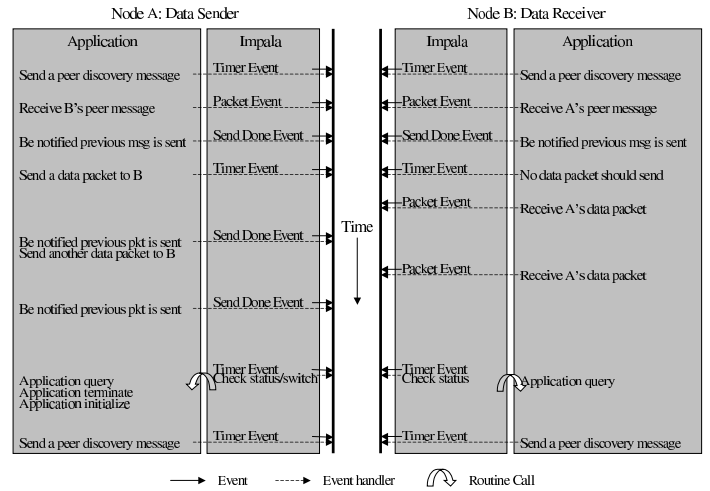 Node A: Data Sender
Node B: Data Receiver
Application
Impala
Impala
Application
Send a peer discovery message
Timer Event
Timer Event
Send a peer discovery message
Receive B's peer message
Packet Event
Packet Event
Receive A's peer message
Be notified previous msg is sent
Send Done Event
Send Done Event
Be notified previous msg is sent
Send a data packet to B
Timer Event
Timer Event
No data packet should send
Packet Event
Receive A's data packet
Time
Be notified previous pkt is sent
Send Done Event
Send another data packet to B
Packet Event
Receive A's data packet
Be notified previous pkt is sent
Send Done Event
Timer Event
Timer Event
Check status/switch
Check status
Application query
Application query
Application terminate
Application initialize
Send a peer discovery message
Timer Event
Timer Event
Send a peer discovery message
Event
Event handler
Routine Call